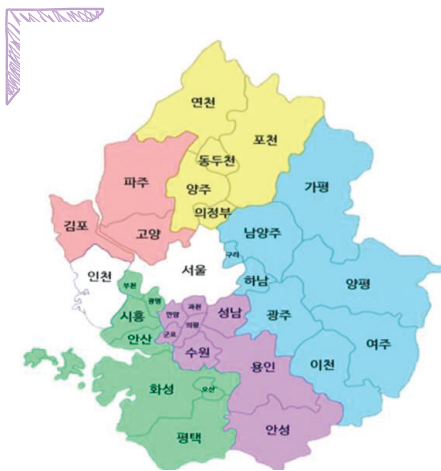 연천
포천
동두천
가평
파주
양주
의정부
김포
고양
남양주
구리
인천
서울
하남
양평
부천
광명
과천
성남
광주
시흥
안양
의왕
여주
안산
군포
수원
용인
이천
화성
오산
평택
안성